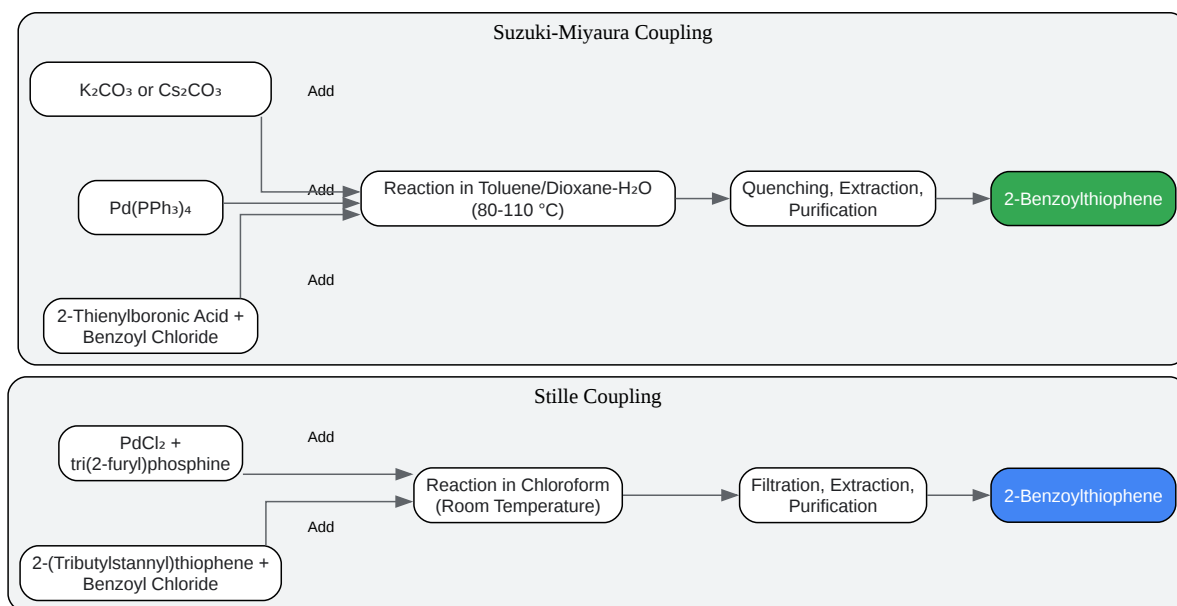 Suzuki-Miyaura Coupling
K₂CO₃ or Cs₂CO₃
Add
Pd(PPh₃)₄
Add
Reaction in Toluene/Dioxane-H₂O
(80-110 °C)
Quenching, Extraction,
Purification
2-Benzoylthiophene
Add
2-Thienylboronic Acid +
Benzoyl Chloride
Stille Coupling
PdCl₂ +
tri(2-furyl)phosphine
Add
Reaction in Chloroform
(Room Temperature)
Filtration, Extraction,
Purification
2-Benzoylthiophene
Add
2-(Tributylstannyl)thiophene +
Benzoyl Chloride